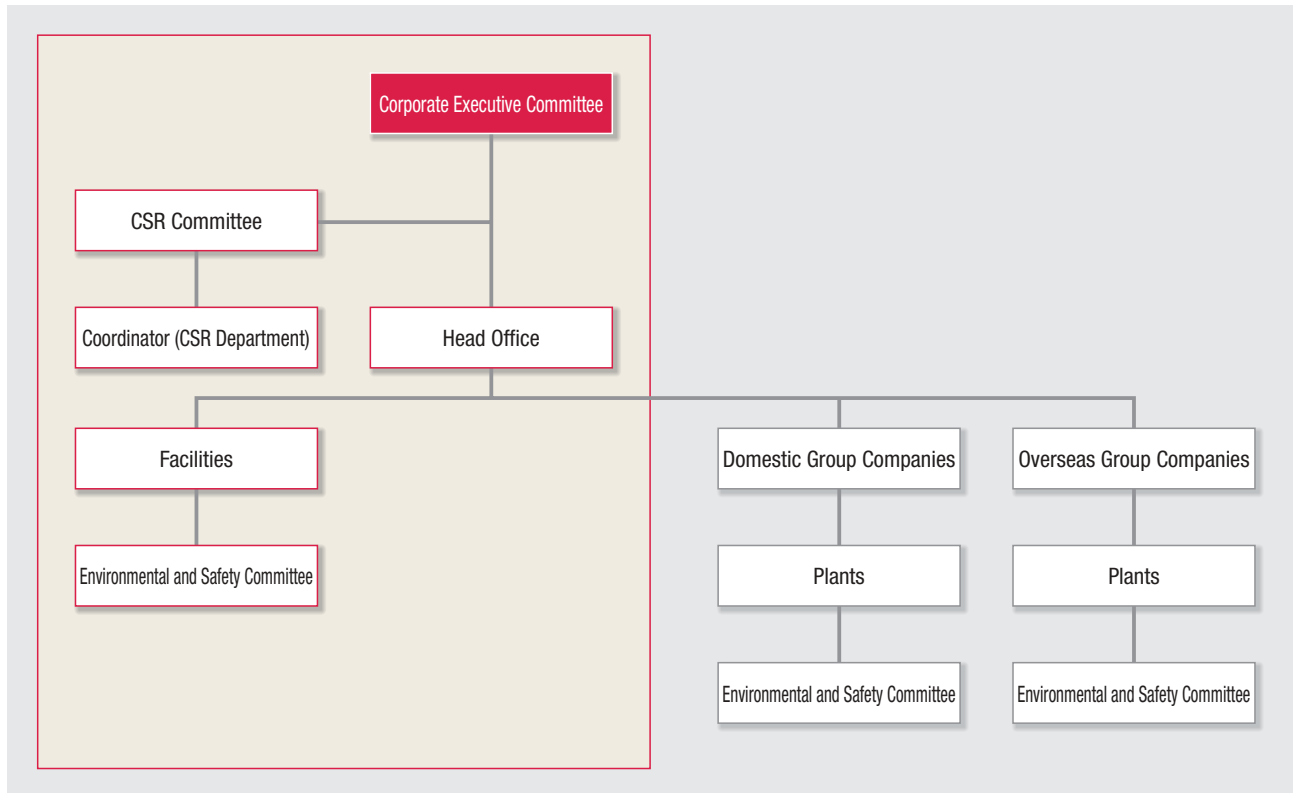 Corporate Executive Committee
CSR Committee
Coordinator (CSR Department)
Head Office
Facilities
Domestic Group Companies
Overseas Group Companies
Environmental and Safety Committee
Plants
Plants
Environmental and Safety Committee
Environmental and Safety Committee